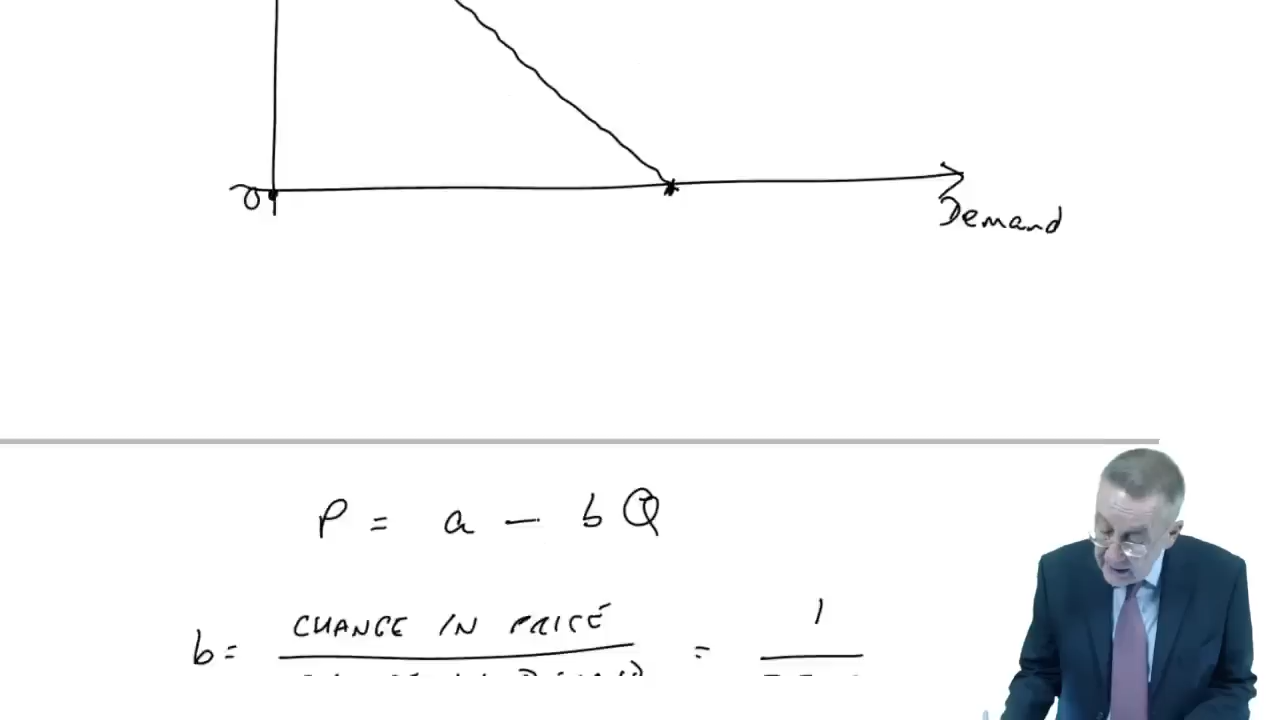 0
Demand
P = a - b Q
b = CHANGE IN PRICE = 1